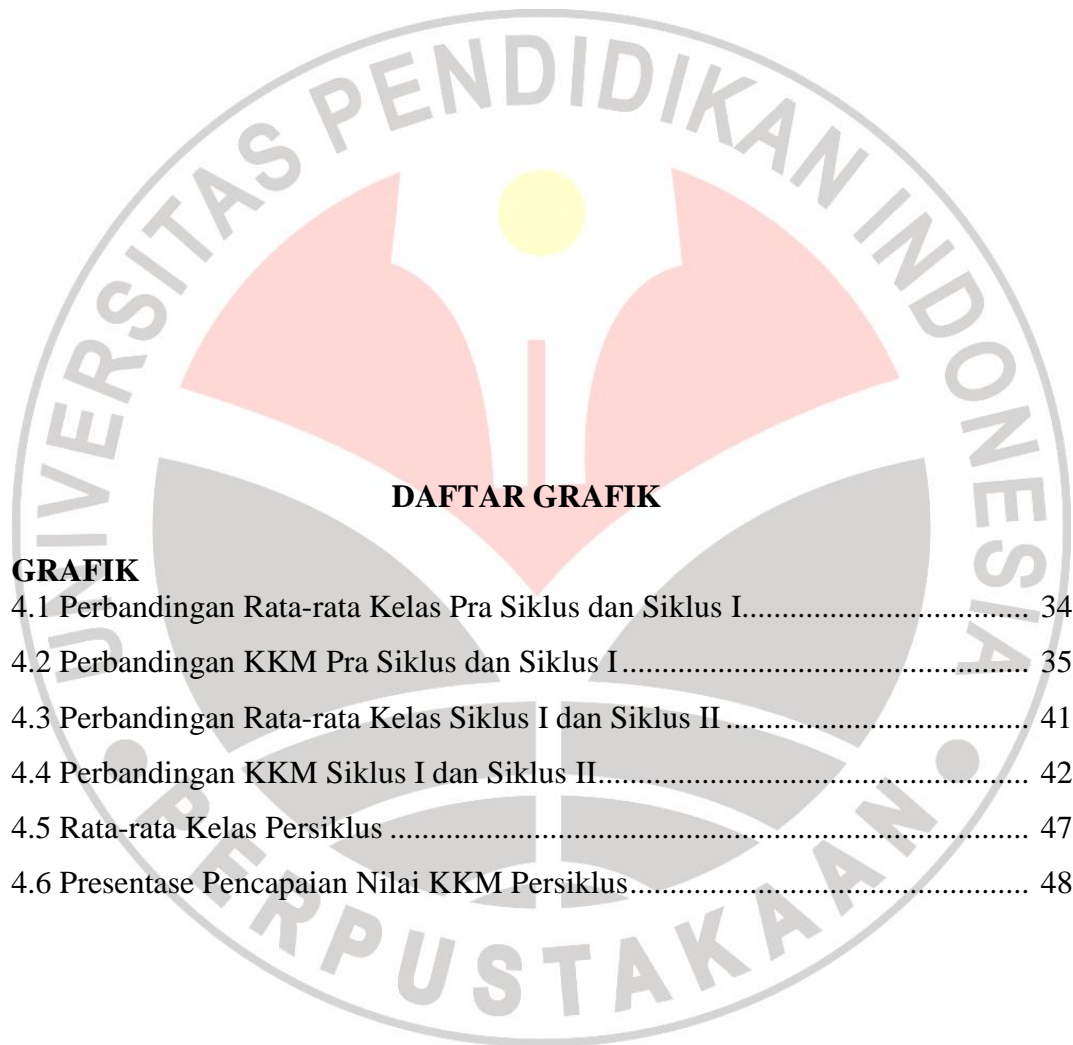 UNIVERSITAS PENDIDIKAN INDONESIA
DAFTAR GRAFIK
GRAFIK
4.1 Perbandingan Rata-rata Kelas Pra Siklus dan Siklus I.................................... 34
4.2 Perbandingan KKM Pra Siklus dan Siklus I................................................... 35
4.3 Perbandingan Rata-rata Kelas Siklus I dan Siklus II...................................... 41
4.4 Perbandingan KKM Siklus I dan Siklus II...................................................... 42
4.5 Rata-rata Kelas Persiklus................................................................................ 47
4.6 Presentase Pencapaian Nilai KKM Persiklus.................................................. 48
PERPUSTAKAAN